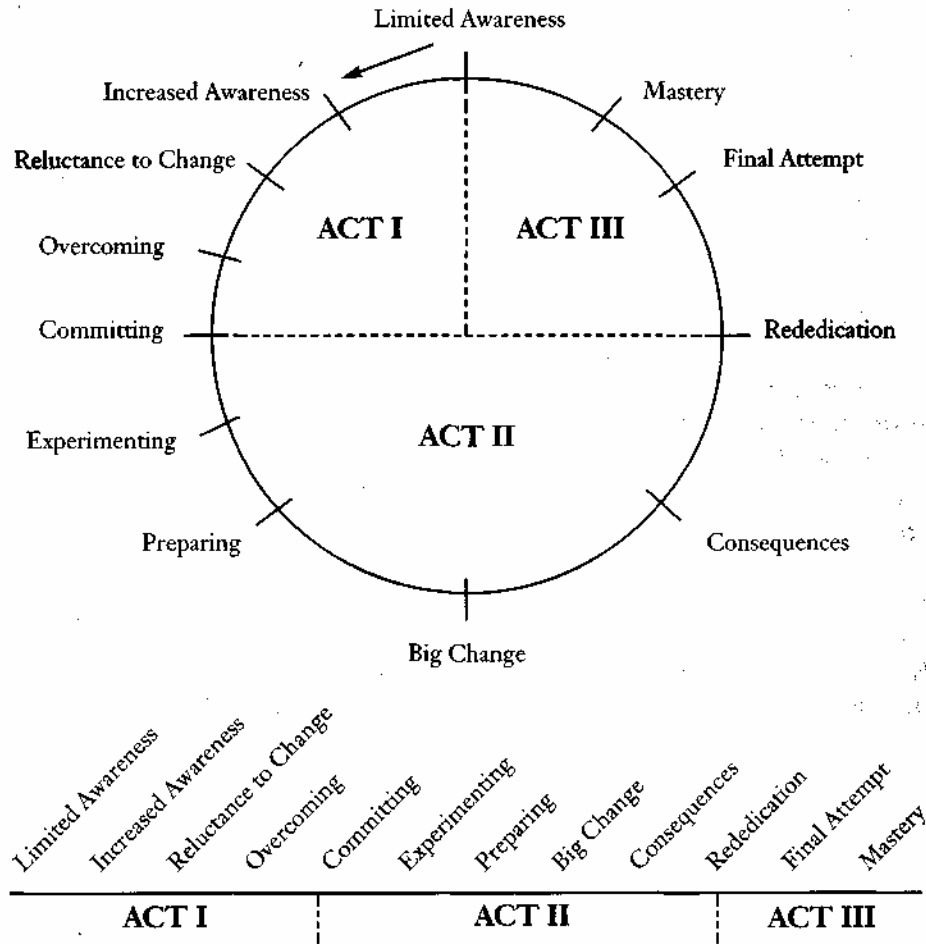 Limited Awareness
Increased Awareness
Mastery
Reluctance to Change
Final Attempt
ACT I
ACT III
Overcoming
Committing
Rededication
Experimenting
ACT II
Preparing
Consequences
Big Change
Limited Awareness
Increased Awareness
Reluctance to Change
Overcoming
Committing
Experimenting
Preparing
Big Change
Consequences
Rededication
Final Attempt
Mastery
ACT I
ACT II
ACT III